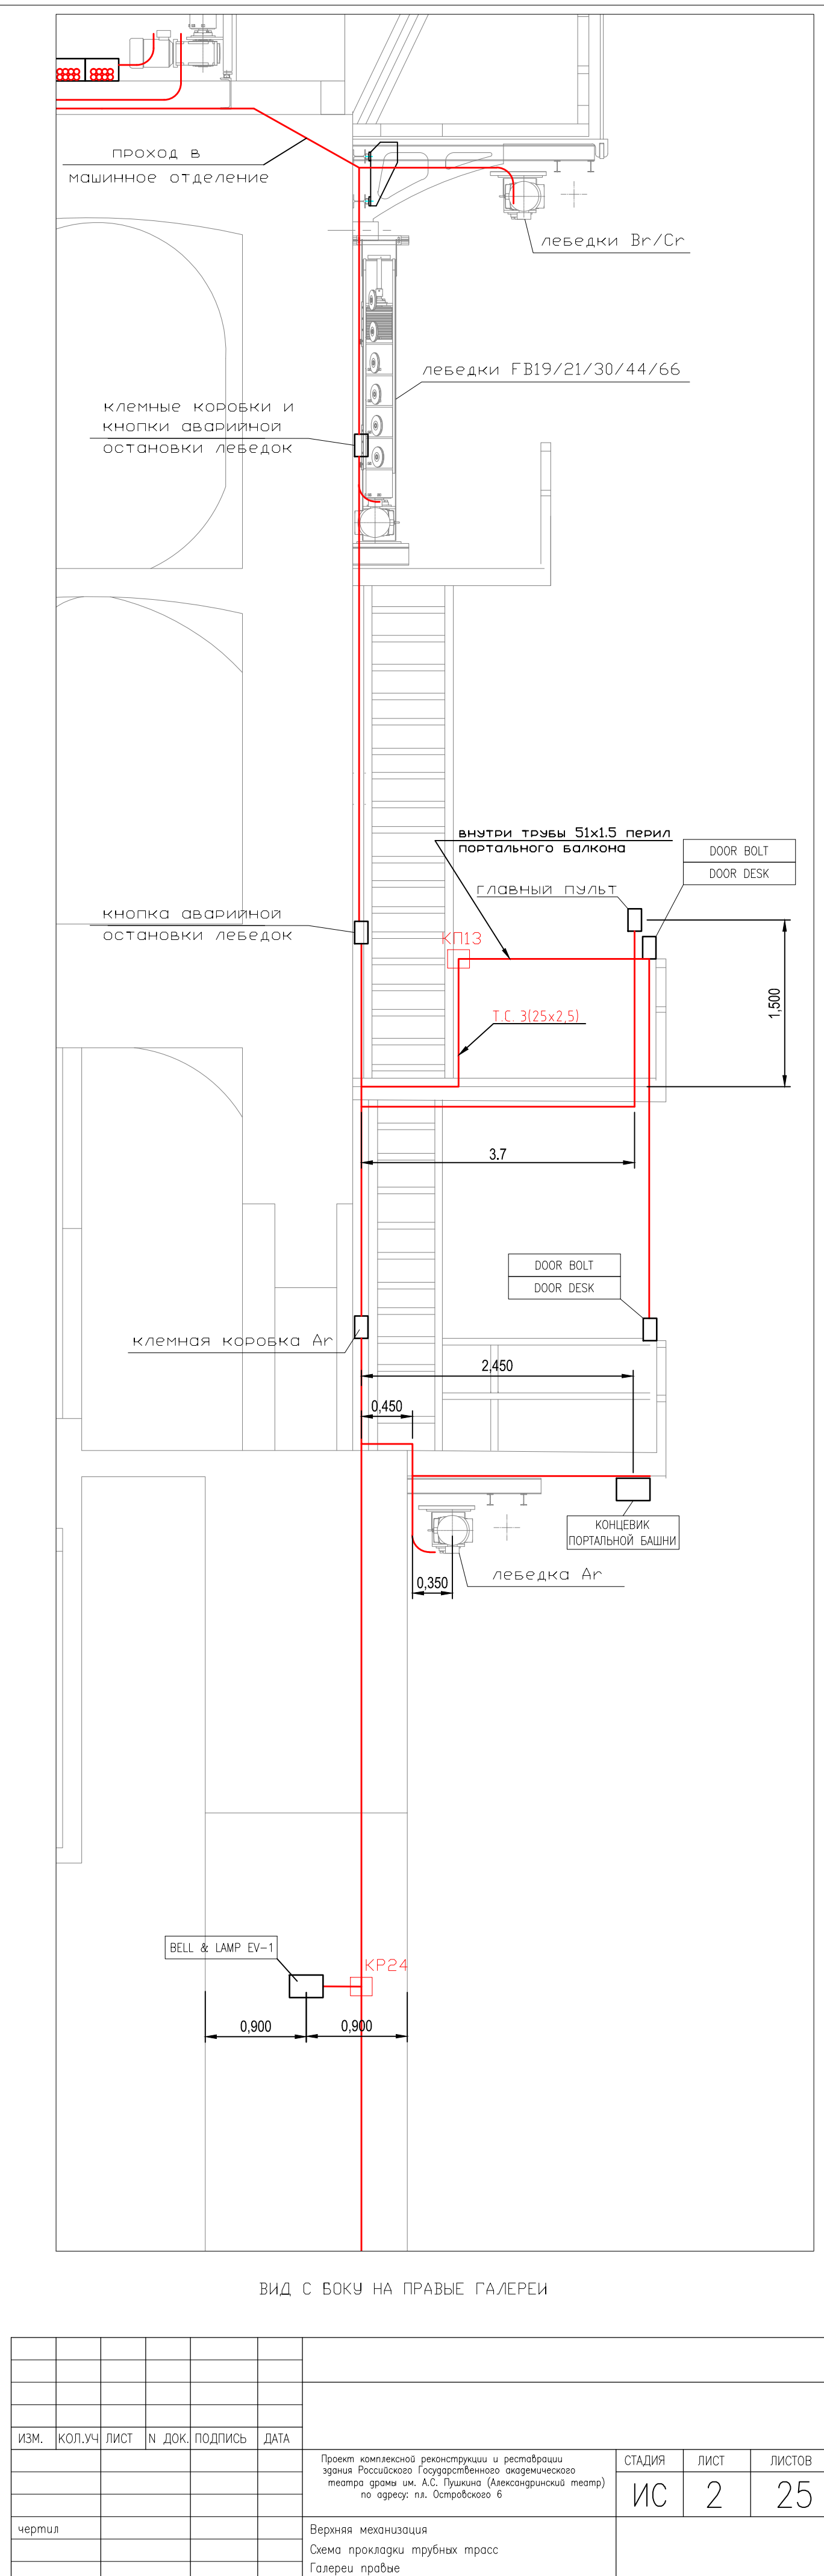 ПРОХОД В
МАШИННОЕ ОТДЕЛЕНИЕ
ЛЕБЕДКИ Br/Cr
ЛЕБЕДКИ FB19/21/30/44/66
КЛЕМНЫЕ КОРОБКИ И
КНОПКИ АВАРИЙНОЙ
ОСТАНОВКИ ЛЕБЕДОК
ВНУТРИ ТРУБЫ 51х1.5 ПЕРИЛ
ПОРТАЛЬНОГО БАЛКОНА
DOOR BOLT
DOOR DESK
ГЛАВНЫЙ ПУЛЬТ
КНОПКА АВАРИЙНОЙ
ОСТАНОВКИ ЛЕБЕДОК
КП13
1,500
Т.С. 3(25х2,5)
3.7
DOOR BOLT
DOOR DESK
КЛЕМНАЯ КОРОБКА Ar
2,450
0,450
КОНЦЕВИК
ПОРТАЛЬНОЙ БАШНИ
ЛЕБЕДКА Ar
0,350
BELL & LAMP EV-1
КР24
0,900
0,900
ВИД С БОКУ НА ПРАВЫЕ ГАЛЕРЕИ
ИЗМ. КОЛ.УЧ ЛИСТ N ДОК. ПОДПИСЬ ДАТА
Проект комплексной реконструкции и реставрации
здания Российского Государственного академического
театра драмы им. А.С. Пушкина (Александринский театр)
по адресу: пл. Островского 6
СТАДИЯ ЛИСТ ЛИСТОВ
ИС 2 25
чертил
Верхняя механизация
Схема прокладки трубных трасс
Галереи правые